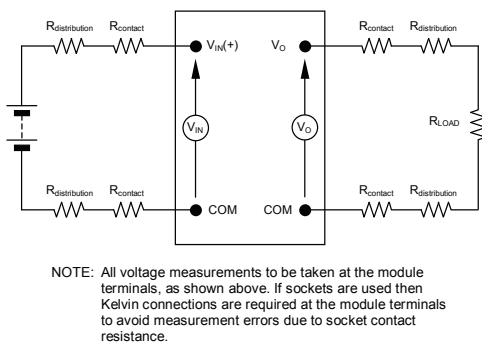 Rdistribution Rcontact VIN(+) VO Rcontact Rdistribution
VIN VO RLOAD
Rdistribution Rcontact COM COM Rcontact Rdistribution
NOTE: All voltage measurements to be taken at the module
terminals, as shown above. If sockets are used then
Kelvin connections are required at the module terminals
to avoid measurement errors due to socket contact
resistance.